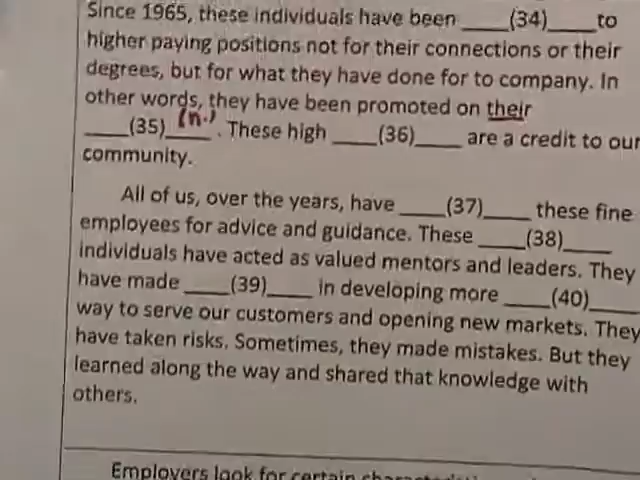 Since 1965, these individuals have been ____(34)____to
higher paying positions not for their connections or their
degrees, but for what they have done for to company. In
other words, they have been promoted on their
____(35)____(n.). These high ____(36)____ are a credit to our
community.
All of us, over the years, have ____(37)____ these fine
employees for advice and guidance. These ____(38)____
individuals have acted as valued mentors and leaders. They
have made ____(39)____ in developing more ____(40)____
way to serve our customers and opening new markets. They
have taken risks. Sometimes, they made mistakes. But they
learned along the way and shared that knowledge with
others.
Employers look for certain